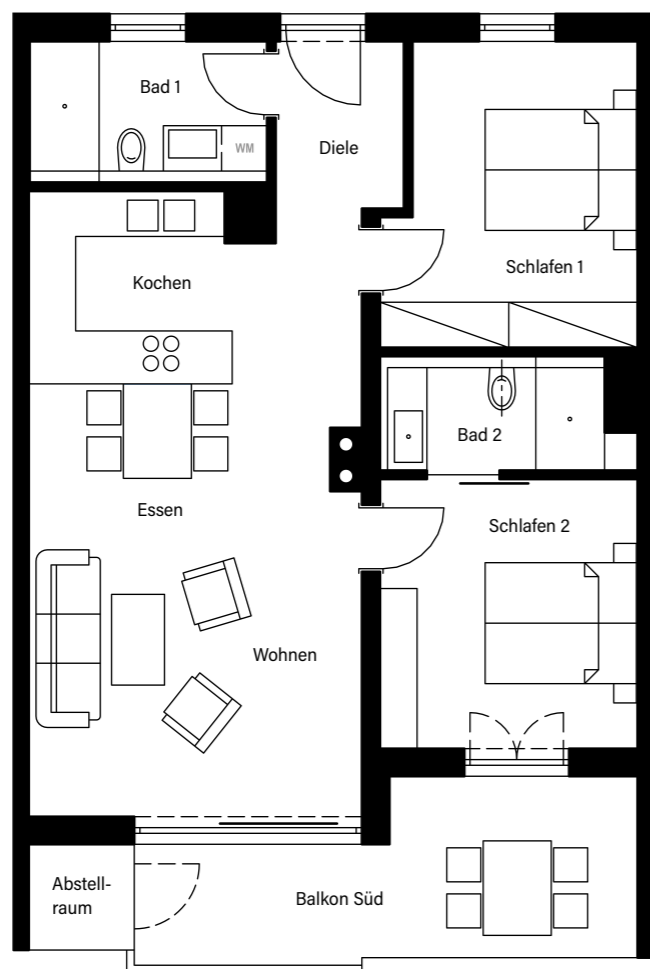 Bad 1
WM
Diele
Schlafen 1
Kochen
Bad 2
Essen
Schlafen 2
Wohnen
Abstell-
raum
Balkon Süd